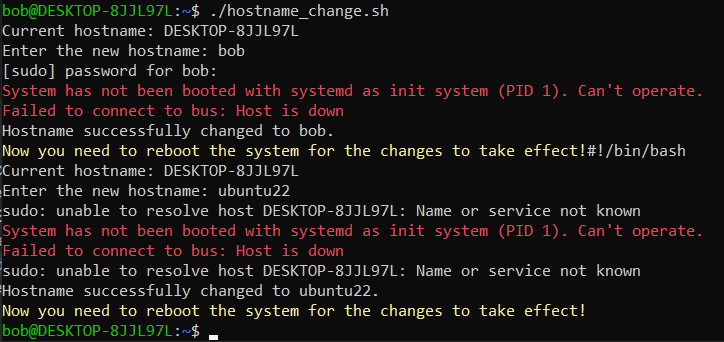 bob@DESKTOP-8JJL97L:~$ ./hostname_change.sh
Current hostname: DESKTOP-8JJL97L
Enter the new hostname: bob
[sudo] password for bob:
System has not been booted with systemd as init system (PID 1). Can't operate.
Failed to connect to bus: Host is down
Hostname successfully changed to bob.
Now you need to reboot the system for the changes to take effect!#!/bin/bash
Current hostname: DESKTOP-8JJL97L
Enter the new hostname: ubuntu22
sudo: unable to resolve host DESKTOP-8JJL97L: Name or service not known
System has not been booted with systemd as init system (PID 1). Can't operate.
Failed to connect to bus: Host is down
sudo: unable to resolve host DESKTOP-8JJL97L: Name or service not known
Hostname successfully changed to ubuntu22.
Now you need to reboot the system for the changes to take effect!
bob@DESKTOP-8JJL97L:~$